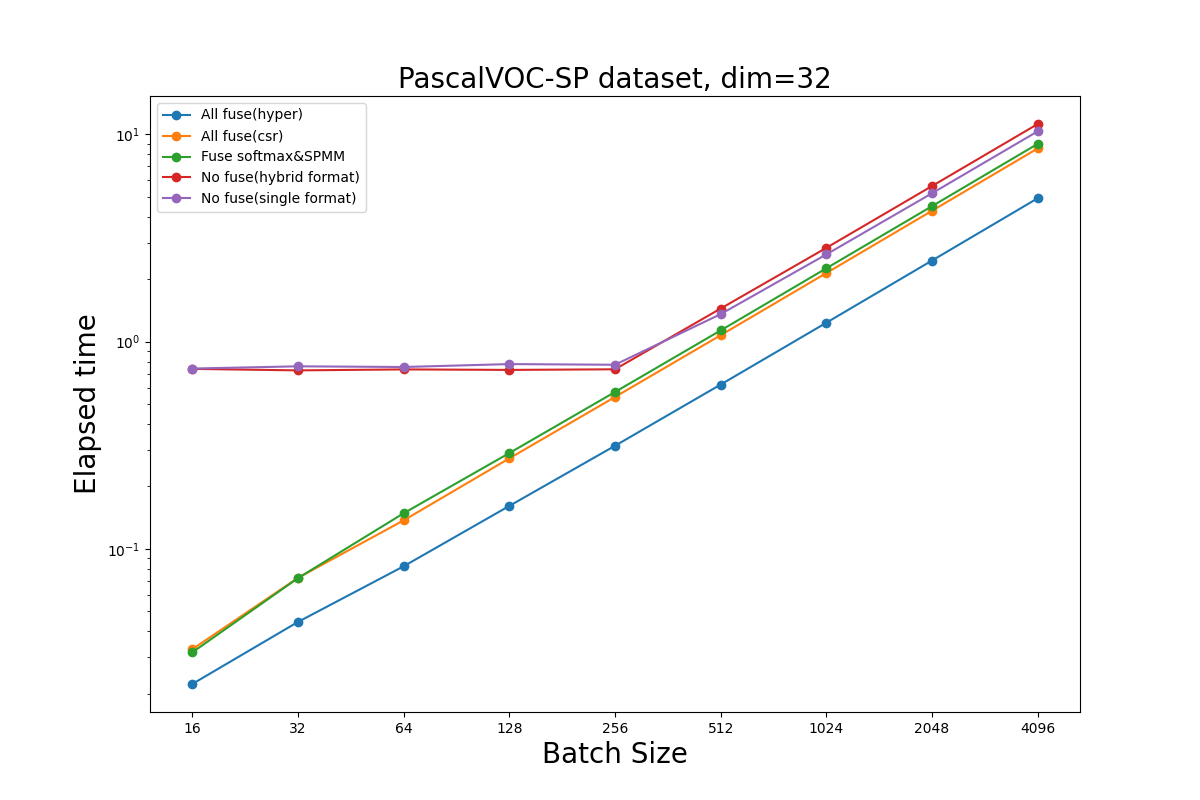 PascalVOC-SP dataset, dim=32
All fuse(hyper)
All fuse(csr)
Fuse softmax&SPMM
No fuse(hybrid format)
No fuse(single format)
10¹
10⁰
10⁻¹
Elapsed time
16 32 64 128 256 512 1024 2048 4096
Batch Size